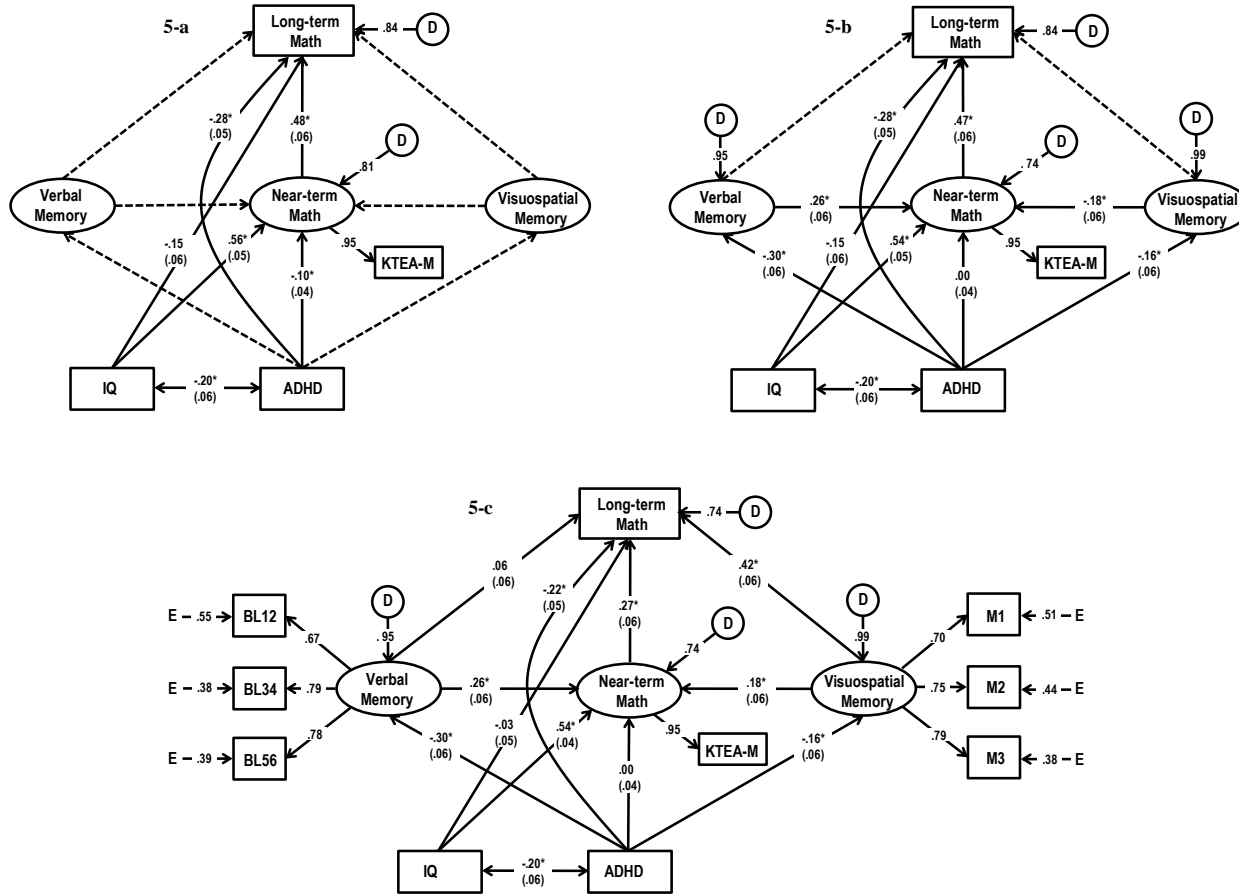 5-a
Long-term
Math
.84
D
-.28*
(.05)
.48*
(.06)
D
.81
Verbal
Memory
Near-term
Math
Visuospatial
Memory
-.15
(.06)
.56*
(.05)
.95
KTEA-M
-.10*
(.04)
IQ
-.20*
(.06)
ADHD
5-b
Long-term
Math
.84
D
-.28*
(.05)
.47*
(.06)
D
D
D
.95
.74
.99
Verbal
Memory
.26*
(.06)
Near-term
Math
-.18*
(.06)
Visuospatial
Memory
-.30*
(.06)
-.15
(.06)
.54*
(.05)
.95
KTEA-M
.00
(.04)
-.16*
(.06)
IQ
-.20*
(.06)
ADHD
5-c
Long-term
Math
.74
D
.06
(.06)
-.22*
(.05)
.27*
(.06)
.42*
(.06)
D
D
D
.95
.74
.99
E
.55
BL12
.67
E
.38
BL34
.79
E
.39
BL56
.78
Verbal
Memory
.26*
(.06)
Near-term
Math
.18*
(.06)
Visuospatial
Memory
.70
M1
.51
E
.75
M2
.44
E
.79
M3
.38
E
-.30*
(.06)
-.03
(.05)
.54*
(.04)
.95
KTEA-M
.00
(.04)
-.16*
(.06)
IQ
-.20*
(.06)
ADHD